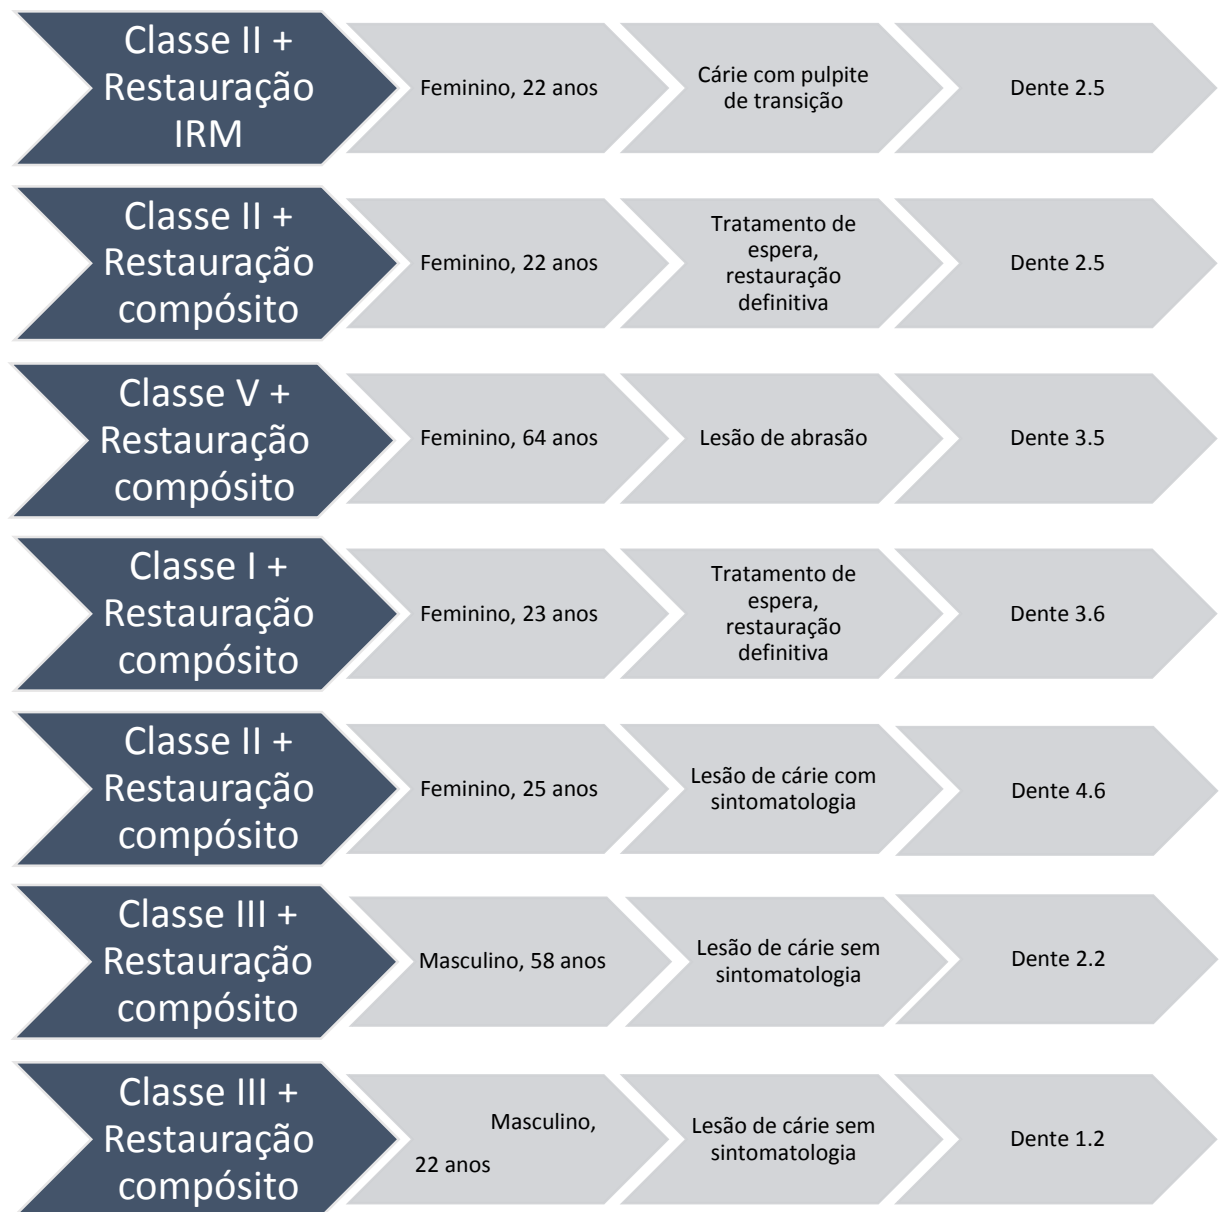 Classe II +
Restauração
IRM
Feminino, 22 anos
Cárie com pulpite
de transição
Dente 2.5
Classe II +
Restauração
compósito
Feminino, 22 anos
Tratamento de
espera,
restauração
definitiva
Dente 2.5
Classe V +
Restauração
compósito
Feminino, 64 anos
Lesão de abrasão
Dente 3.5
Classe I +
Restauração
compósito
Feminino, 23 anos
Tratamento de
espera,
restauração
definitiva
Dente 3.6
Classe II +
Restauração
compósito
Feminino, 25 anos
Lesão de cárie com
sintomatologia
Dente 4.6
Classe III +
Restauração
compósito
Masculino, 58 anos
Lesão de cárie sem
sintomatologia
Dente 2.2
Classe III +
Restauração
compósito
Masculino,
22 anos
Lesão de cárie sem
sintomatologia
Dente 1.2